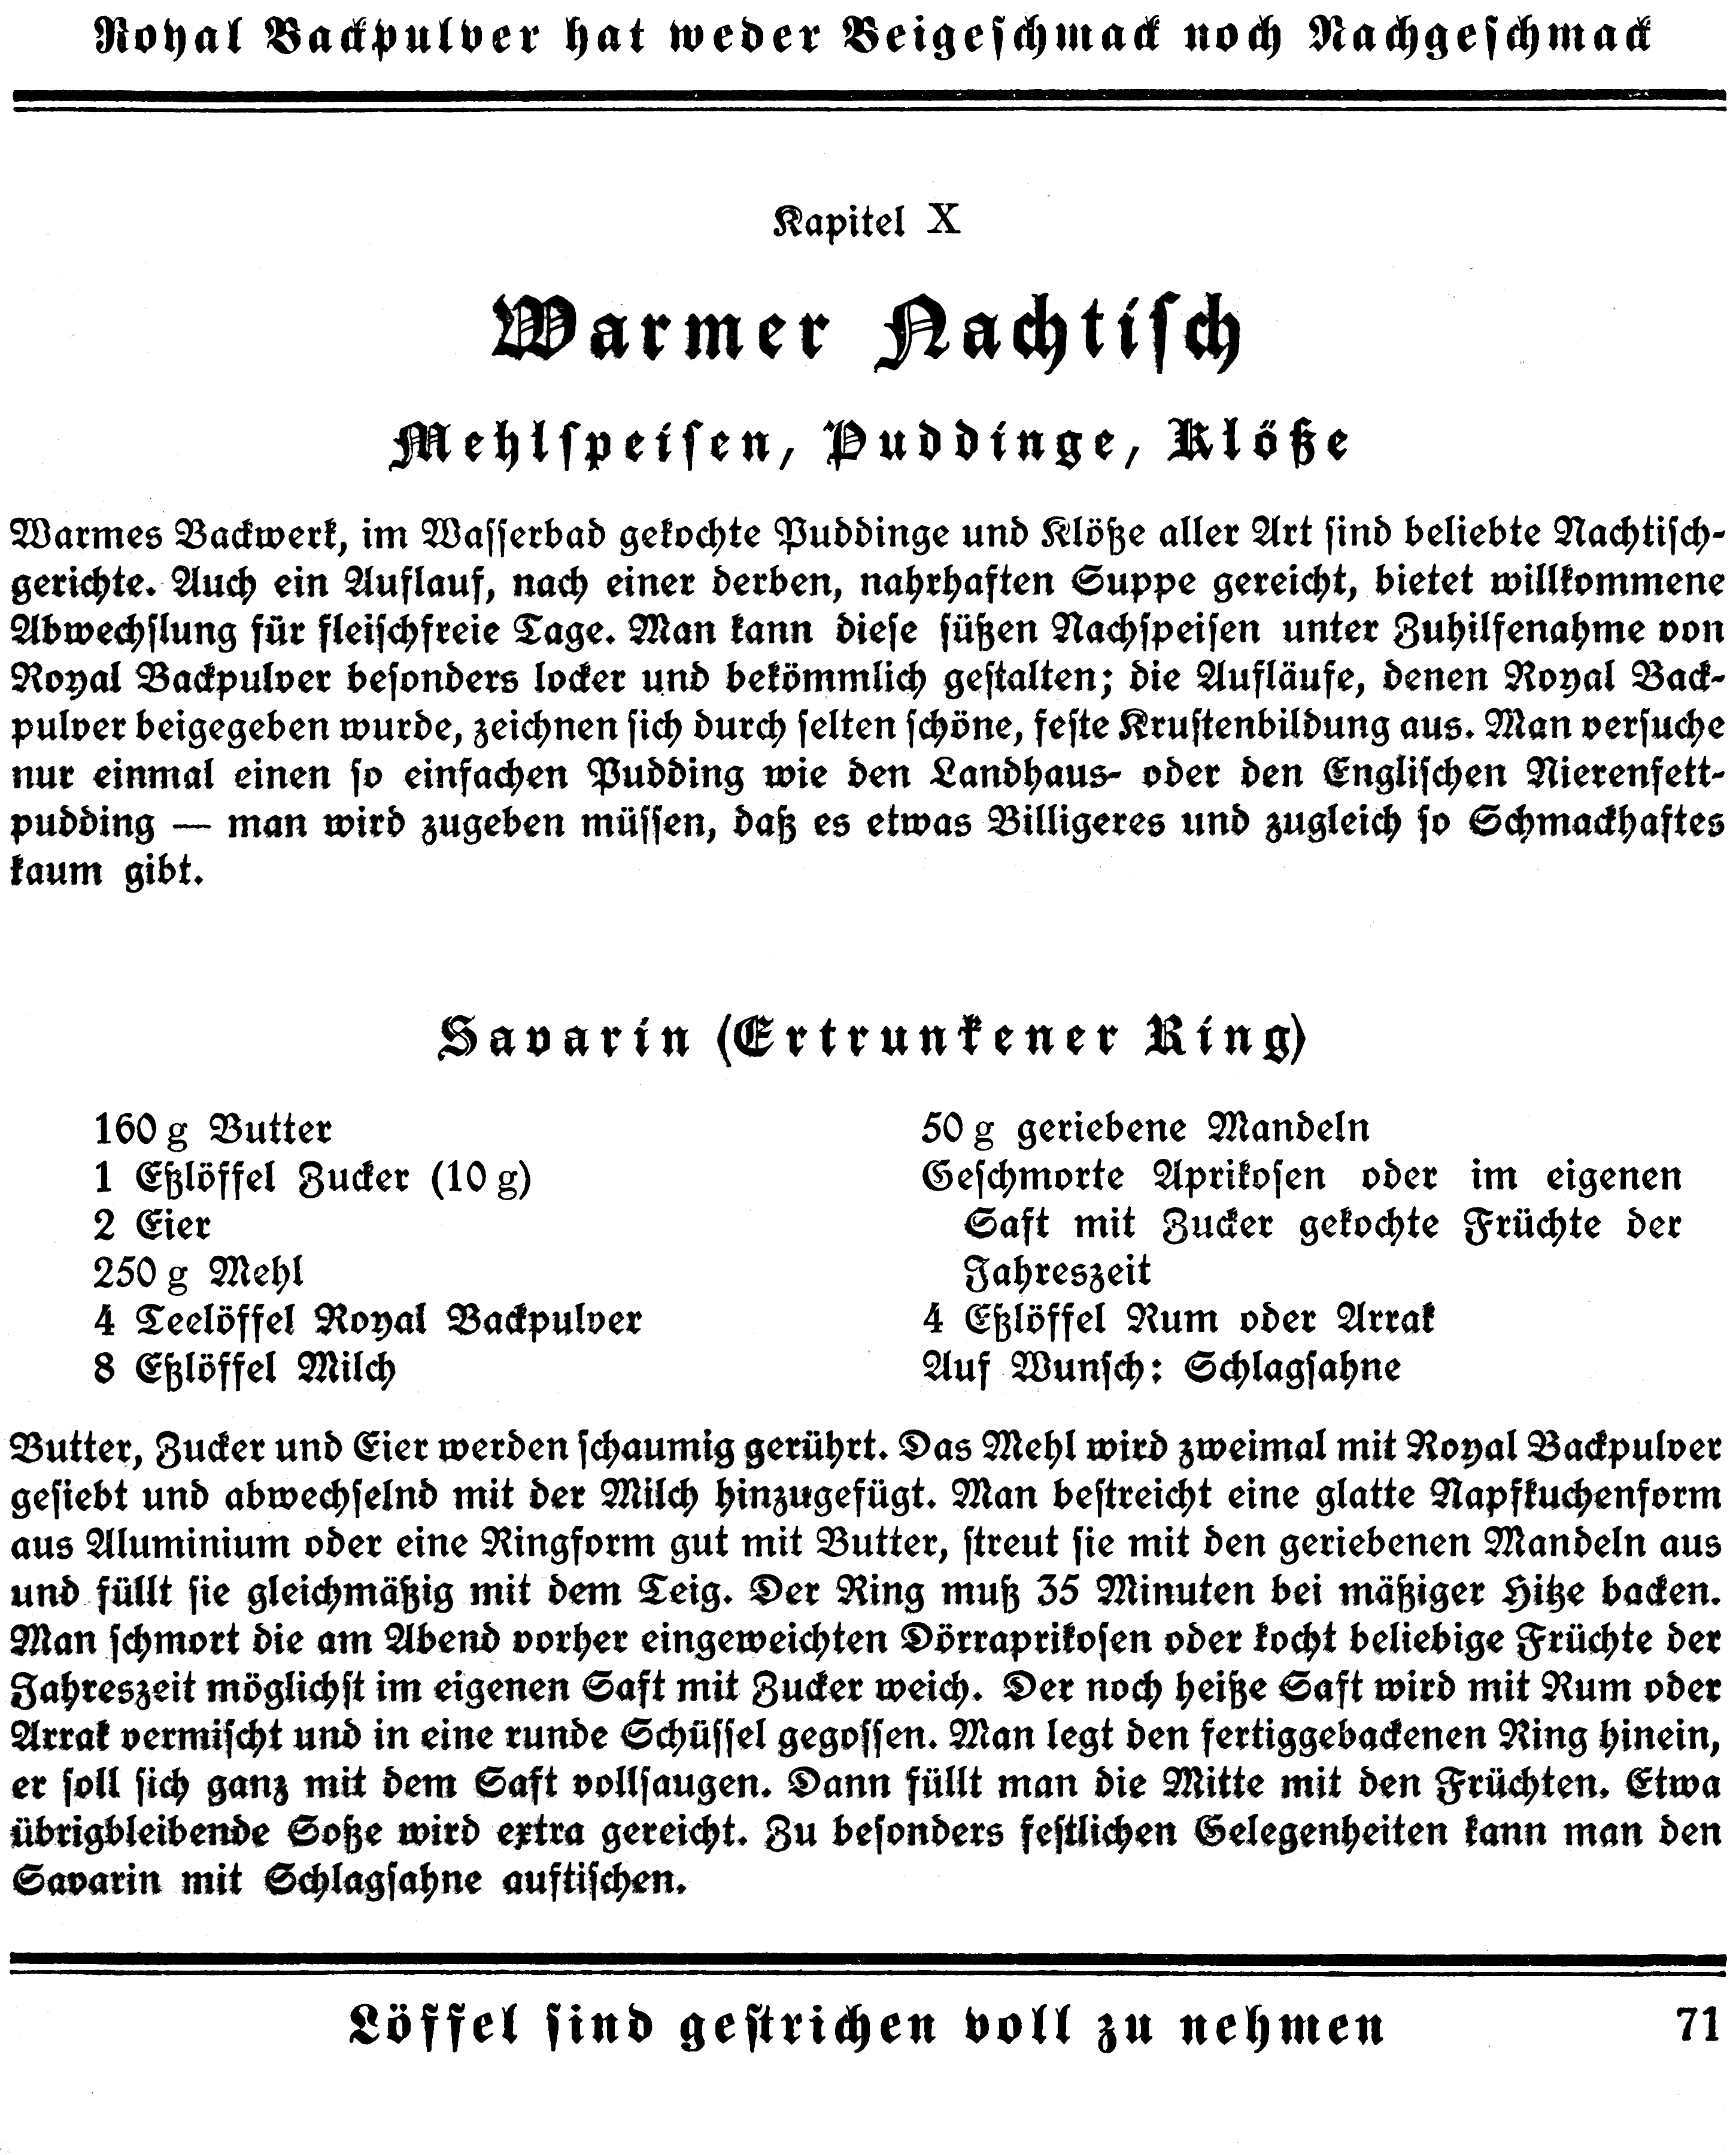 Royal Backpulver hat weder Beigeschmack noch Nachgeschmack
Kapitel X
Warmer Nachtisch
Mehlspeisen, Puddinge, Klöße
Warmes Backwerk, im Wasserbad gekochte Puddinge und Klöße aller Art sind beliebte Nachtisch-
gerichte. Auch ein Auflauf, nach einer derben, nahrhaften Suppe gereicht, bietet willkommene
Abwechslung für fleischfreie Tage. Man kann diese süßen Nachspeisen unter Zuhilfenahme von
Royal Backpulver besonders locker und bekömmlich gestalten; die Aufläufe, denen Royal Back-
pulver beigegeben wurde, zeichnen sich durch selten schöne, feste Krustenbildung aus. Man versuche
nur einmal einen so einfachen Pudding wie den Landhaus- oder den Englischen Nierenfett-
pudding — man wird zugeben müssen, daß es etwas Billigeres und zugleich so Schmackhaftes
kaum gibt.
Savarin (Ertrunkener Ring)
160 g Butter
1 Eßlöffel Zucker (10 g)
2 Eier
250 g Mehl
4 Teelöffel Royal Backpulver
8 Eßlöffel Milch
50 g geriebene Mandeln
Geschmorte Aprikosen oder im eigenen
Saft mit Zucker gekochte Früchte der
Jahreszeit
4 Eßlöffel Rum oder Arrak
Auf Wunsch: Schlagsahne
Butter, Zucker und Eier werden schaumig gerührt. Das Mehl wird zweimal mit Royal Backpulver
gesiebt und abwechselnd mit der Milch hinzugefügt. Man bestreicht eine glatte Napfkuchenform
aus Aluminium oder eine Ringform gut mit Butter, streut sie mit den geriebenen Mandeln aus
und füllt sie gleichmäßig mit dem Teig. Der Ring muß 35 Minuten bei mäßiger Hitze backen.
Man schmort die am Abend vorher eingeweichten Dörraprikosen oder kocht beliebige Früchte der
Jahreszeit möglichst im eigenen Saft mit Zucker weich. Der noch heiße Saft wird mit Rum oder
Arrak vermischt und in eine runde Schüssel gegossen. Man legt den fertiggebackenen Ring hinein,
er soll sich ganz mit dem Saft vollsaugen. Dann füllt man die Mitte mit den Früchten. Etwa
übrigbleibende Soße wird extra gereicht. Zu besonders festlichen Gelegenheiten kann man den
Savarin mit Schlagsahne auftischen.
Löffel sind gestrichen voll zu nehmen
71